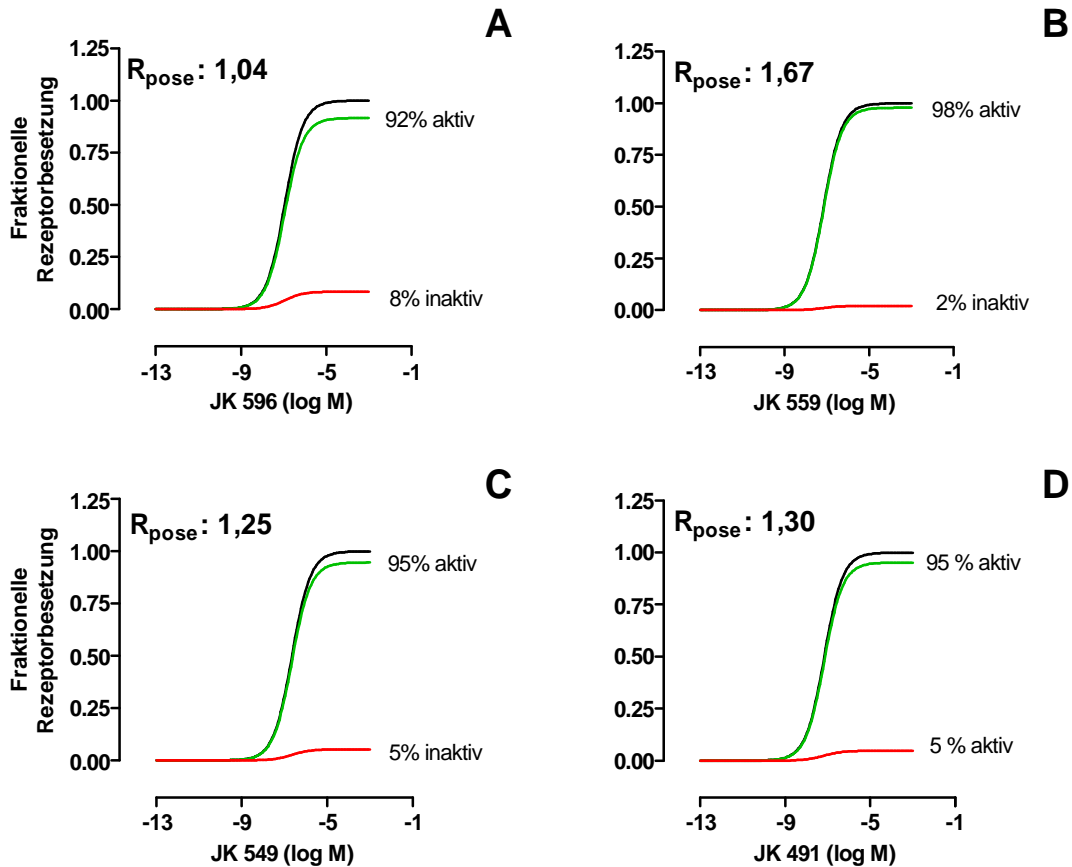 A
R_pose: 1,04
Fraktionelle
Rezeptorbesetzung
1.25
1.00
0.75
0.50
0.25
0.00
92% aktiv
8% inaktiv
-13 -9 -5 -1
JK 596 (log M)
B
R_pose: 1,67
1.25
1.00
0.75
0.50
0.25
0.00
98% aktiv
2% inaktiv
-13 -9 -5 -1
JK 559 (log M)
C
R_pose: 1,25
Fraktionelle
Rezeptorbesetzung
1.25
1.00
0.75
0.50
0.25
0.00
95% aktiv
5% inaktiv
-13 -9 -5 -1
JK 549 (log M)
D
R_pose: 1,30
1.25
1.00
0.75
0.50
0.25
0.00
95 % aktiv
5 % aktiv
-13 -9 -5 -1
JK 491 (log M)